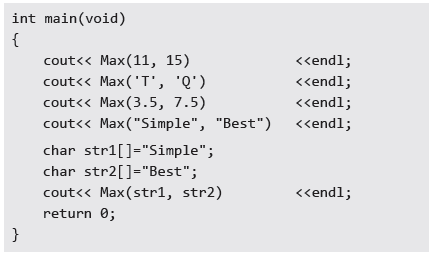 int main(void)
{
    cout<< Max(11, 15)            <<endl;
    cout<< Max('T', 'Q')          <<endl;
    cout<< Max(3.5, 7.5)          <<endl;
    cout<< Max("Simple", "Best")  <<endl;
    char str1[]="Simple";
    char str2[]="Best";
    cout<< Max(str1, str2)        <<endl;
    return 0;
}